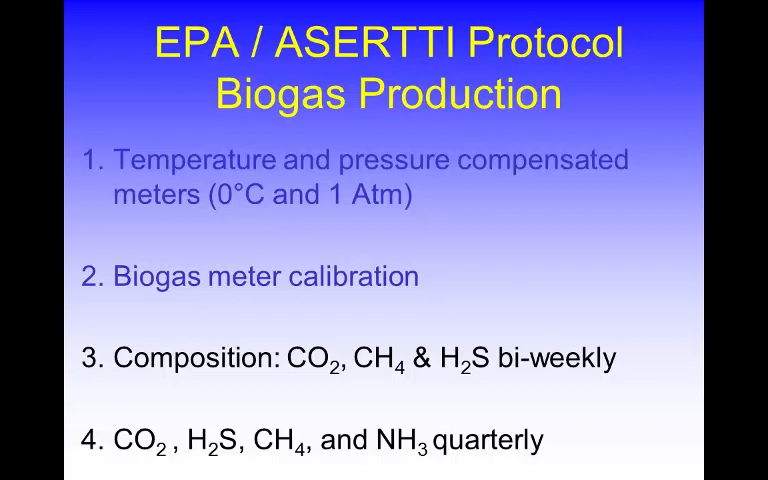 EPA / ASERTTI Protocol
Biogas Production
1. Temperature and pressure compensated
meters (0°C and 1 Atm)
2. Biogas meter calibration
3. Composition: CO₂, CH₄ & H₂S bi-weekly
4. CO₂ , H₂S, CH₄, and NH₃ quarterly